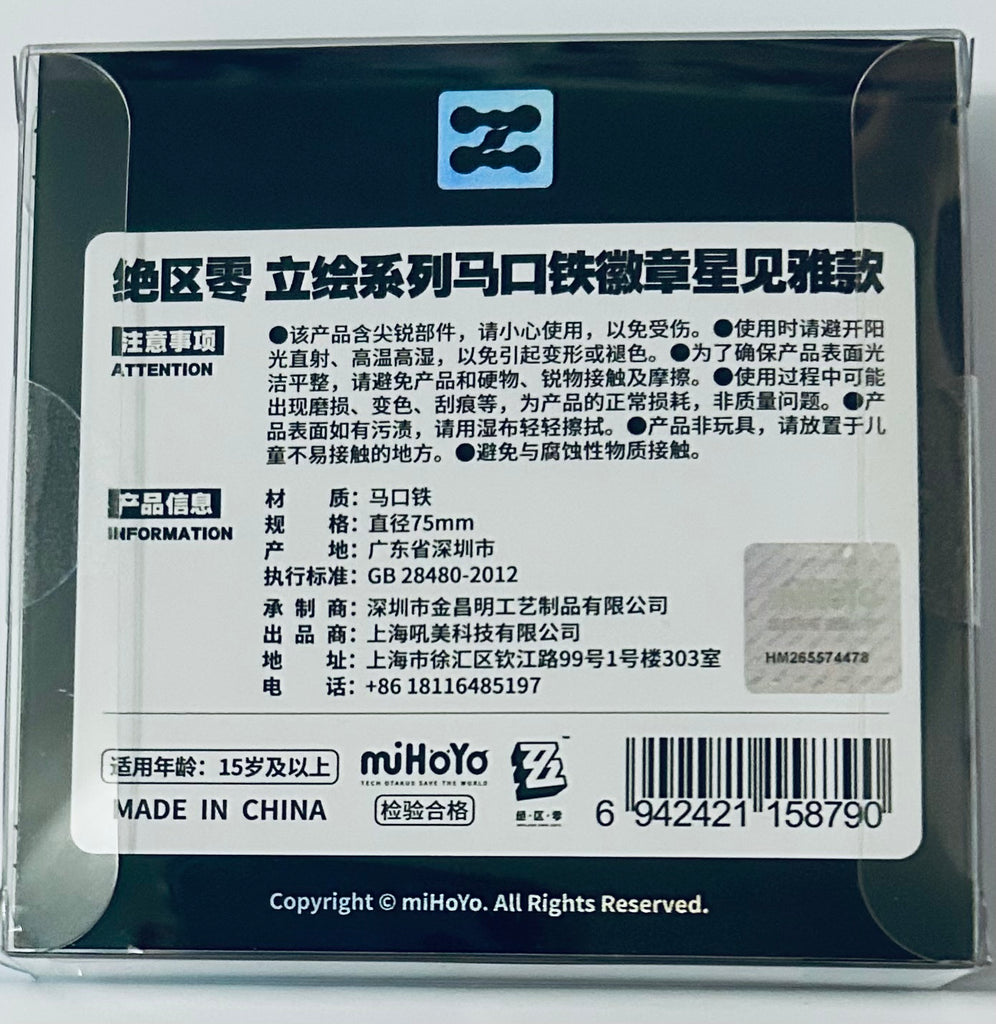 绝区零 立绘系列马口铁徽章星见雅款
注意事项
ATTENTION
●该产品含尖锐部件，请小心使用，以免受伤。●使用时请避开阳
光直射、高温高湿，以免引起变形或褪色。●为了确保产品表面光
洁平整，请避免产品和硬物、锐物接触及摩擦。●使用过程中可能
出现磨损、变色、刮痕等，为产品的正常损耗，非质量问题。●产
品表面如有污渍，请用湿布轻轻擦拭。●产品非玩具，请放置于儿
童不易接触的地方。●避免与腐蚀性物质接触。
产品信息
INFORMATION
材 质：马口铁
规 格：直径75mm
产 地：广东省深圳市
执行标准：GB 28480-2012
承 制 商：深圳市金昌明工艺制品有限公司
出 品 商：上海吼美科技有限公司
地 址：上海市徐汇区钦江路99号1号楼303室
电 话：+86 18116485197
HM265574478
适用年龄：15岁及以上
MADE IN CHINA
miHoYo
TECH OTAKUS SAVE THE WORLD
检验合格
绝·区·零
6 942421 158790
Copyright © miHoYo. All Rights Reserved.